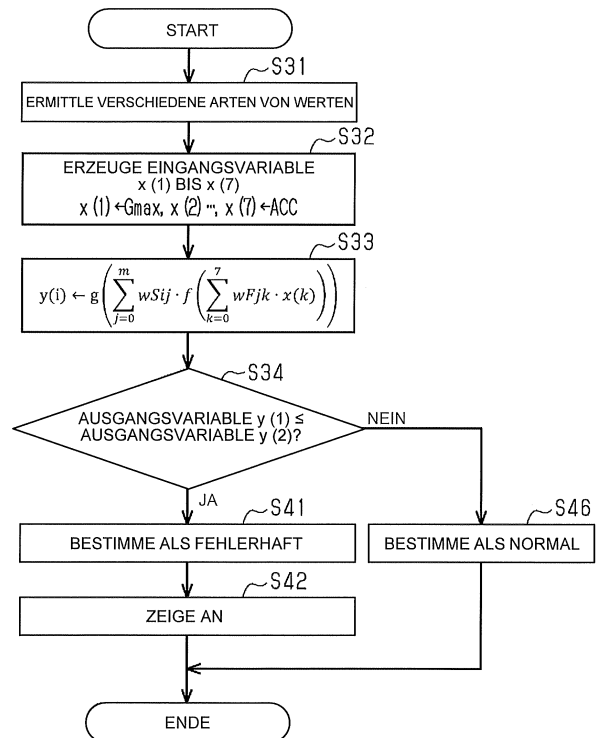 START
S31
ERMITTLE VERSCHIEDENE ARTEN VON WERTEN
S32
ERZEUGE EINGANGSVARIABLE
x (1) BIS x (7)
x (1) ←Gmax, x (2) ···, x (7) ←ACC
S33
y(i) ← g(∑_{j=0}^{m} wSij · f(∑_{k=0}^{7} wFjk · x(k)))
S34
AUSGANGSVARIABLE y (1) ≤
AUSGANGSVARIABLE y (2)?
NEIN
JA
S41
BESTIMME ALS FEHLERHAFT
S46
BESTIMME ALS NORMAL
S42
ZEIGE AN
ENDE